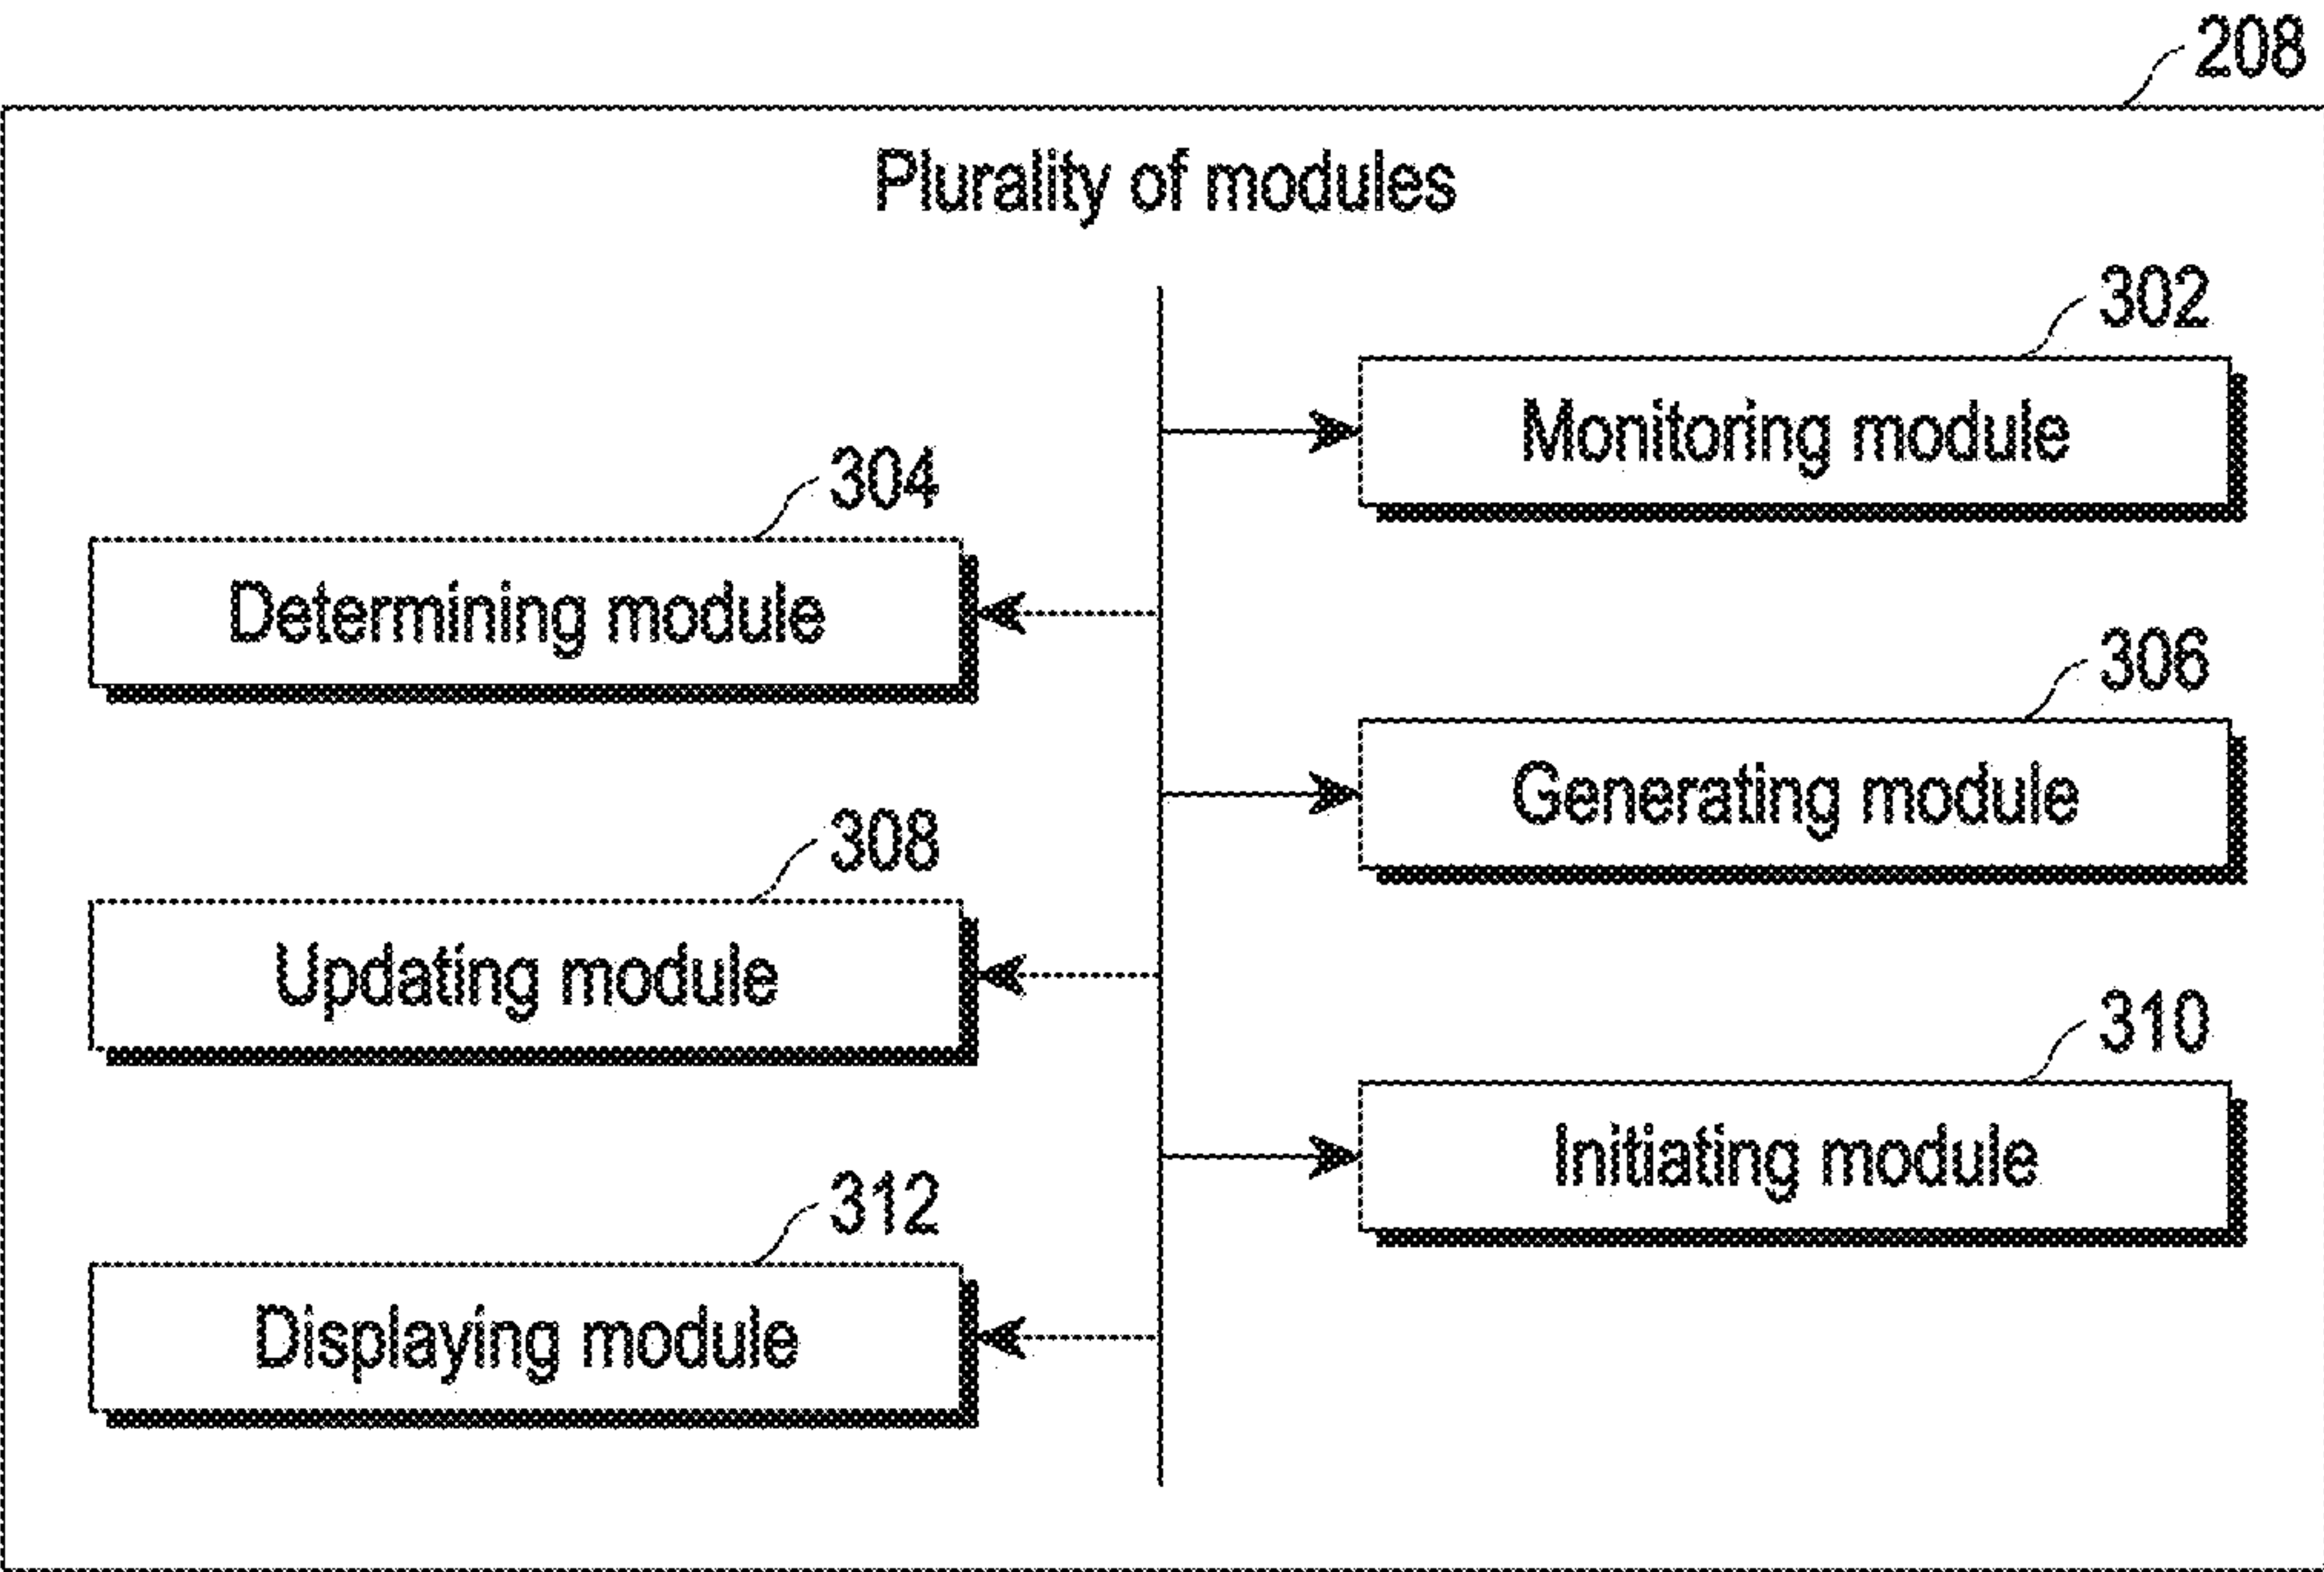 208
Plurality of modules
302
Monitoring module
304
Determining module
306
Generating module
308
Updating module
310
Initiating module
312
Displaying module